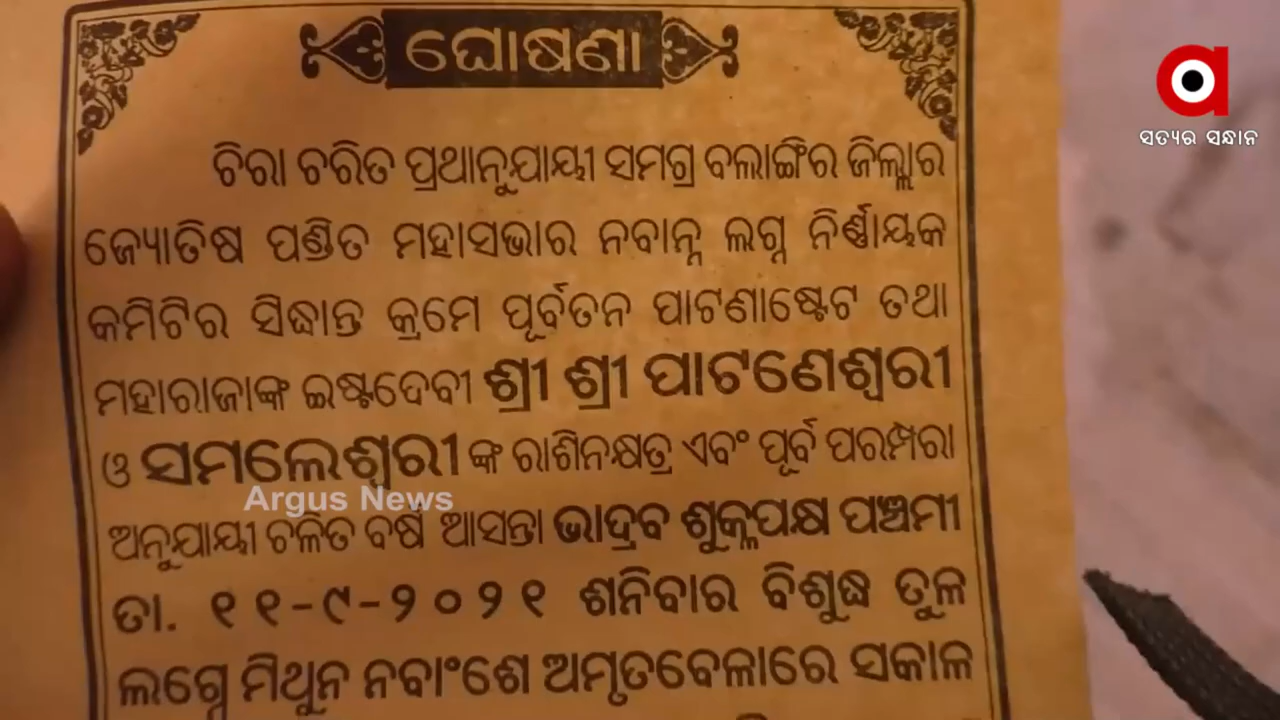 ଘୋଷଣା
ସତ୍ୟର ସନ୍ଧାନ
ଚିରା ଚରିତ ପ୍ରଥାନୁଯାୟୀ ସମଗ୍ର ବଲାଙ୍ଗିର ଜିଲ୍ଲାର
ଜ୍ୟୋତିଷ ପଣ୍ଡିତ ମହାସଭାର ନବାନ୍ନ ଲଗ୍ନ ନିର୍ଣ୍ଣାୟକ
କମିଟିର ସିଦ୍ଧାନ୍ତ କ୍ରମେ ପୂର୍ବତନ ପାଟଣାଷ୍ଟେଟ ତଥା
ମହାରାଜାଙ୍କ ଇଷ୍ଟଦେବୀ ଶ୍ରୀ ଶ୍ରୀ ପାଟଣେଶ୍ୱରୀ
ଓ ସମଲେଶ୍ୱରୀଙ୍କ ରାଶିନକ୍ଷତ୍ର ଏବଂ ପୂର୍ବ ପରମ୍ପରା
Argus News
ଅନୁଯାୟୀ ଚଳିତ ବର୍ଷ ଆସନ୍ତା ଭାଦ୍ରବ ଶୁକ୍ଳପକ୍ଷ ପଞ୍ଚମୀ
ତା. ୧୧-୯-୨୦୨୧ ଶନିବାର ବିଶୁଦ୍ଧ ତୁଳ
ଲଗ୍ନେ ମିଥୁନ ନବାଂଶେ ଅମୃତବେଳାରେ ସକାଳ